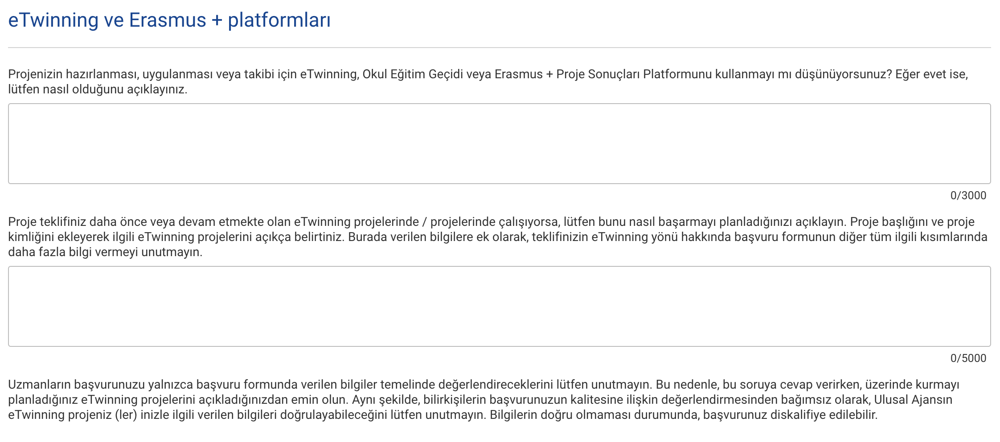 eTwinning ve Erasmus + platformları
Projenizin hazırlanması, uygulanması veya takibi için eTwinning, Okul Eğitim Geçidi veya Erasmus + Proje Sonuçları Platformunu kullanmayı mı düşünüyorsunuz? Eğer evet ise,
lütfen nasıl olduğunu açıklayınız.
0/3000
Proje teklifiniz daha önce veya devam etmekte olan eTwinning projelerinde / projelerinde çalışıyorsa, lütfen bunu nasıl başarmayı planladığınızı açıklayın. Proje başlığını ve proje
kimliğini ekleyerek ilgili eTwinning projelerini açıkça belirtiniz. Burada verilen bilgilere ek olarak, teklifinizin eTwinning yönü hakkında başvuru formunun diğer tüm ilgili kısımlarında
daha fazla bilgi vermeyi unutmayın.
0/5000
Uzmanların başvurunuzu yalnızca başvuru formunda verilen bilgiler temelinde değerlendireceklerini lütfen unutmayın. Bu nedenle, bu soruya cevap verirken, üzerinde kurmayı
planladığınız eTwinning projelerini açıkladığınızdan emin olun. Aynı şekilde, bilirkişilerin başvurunuzun kalitesine ilişkin değerlendirmesinden bağımsız olarak, Ulusal Ajansın
eTwinning projeniz (ler) inizle ilgili verilen bilgileri doğrulayabileceğini lütfen unutmayın. Bilgilerin doğru olmaması durumunda, başvurunuz diskalifiye edilebilir.